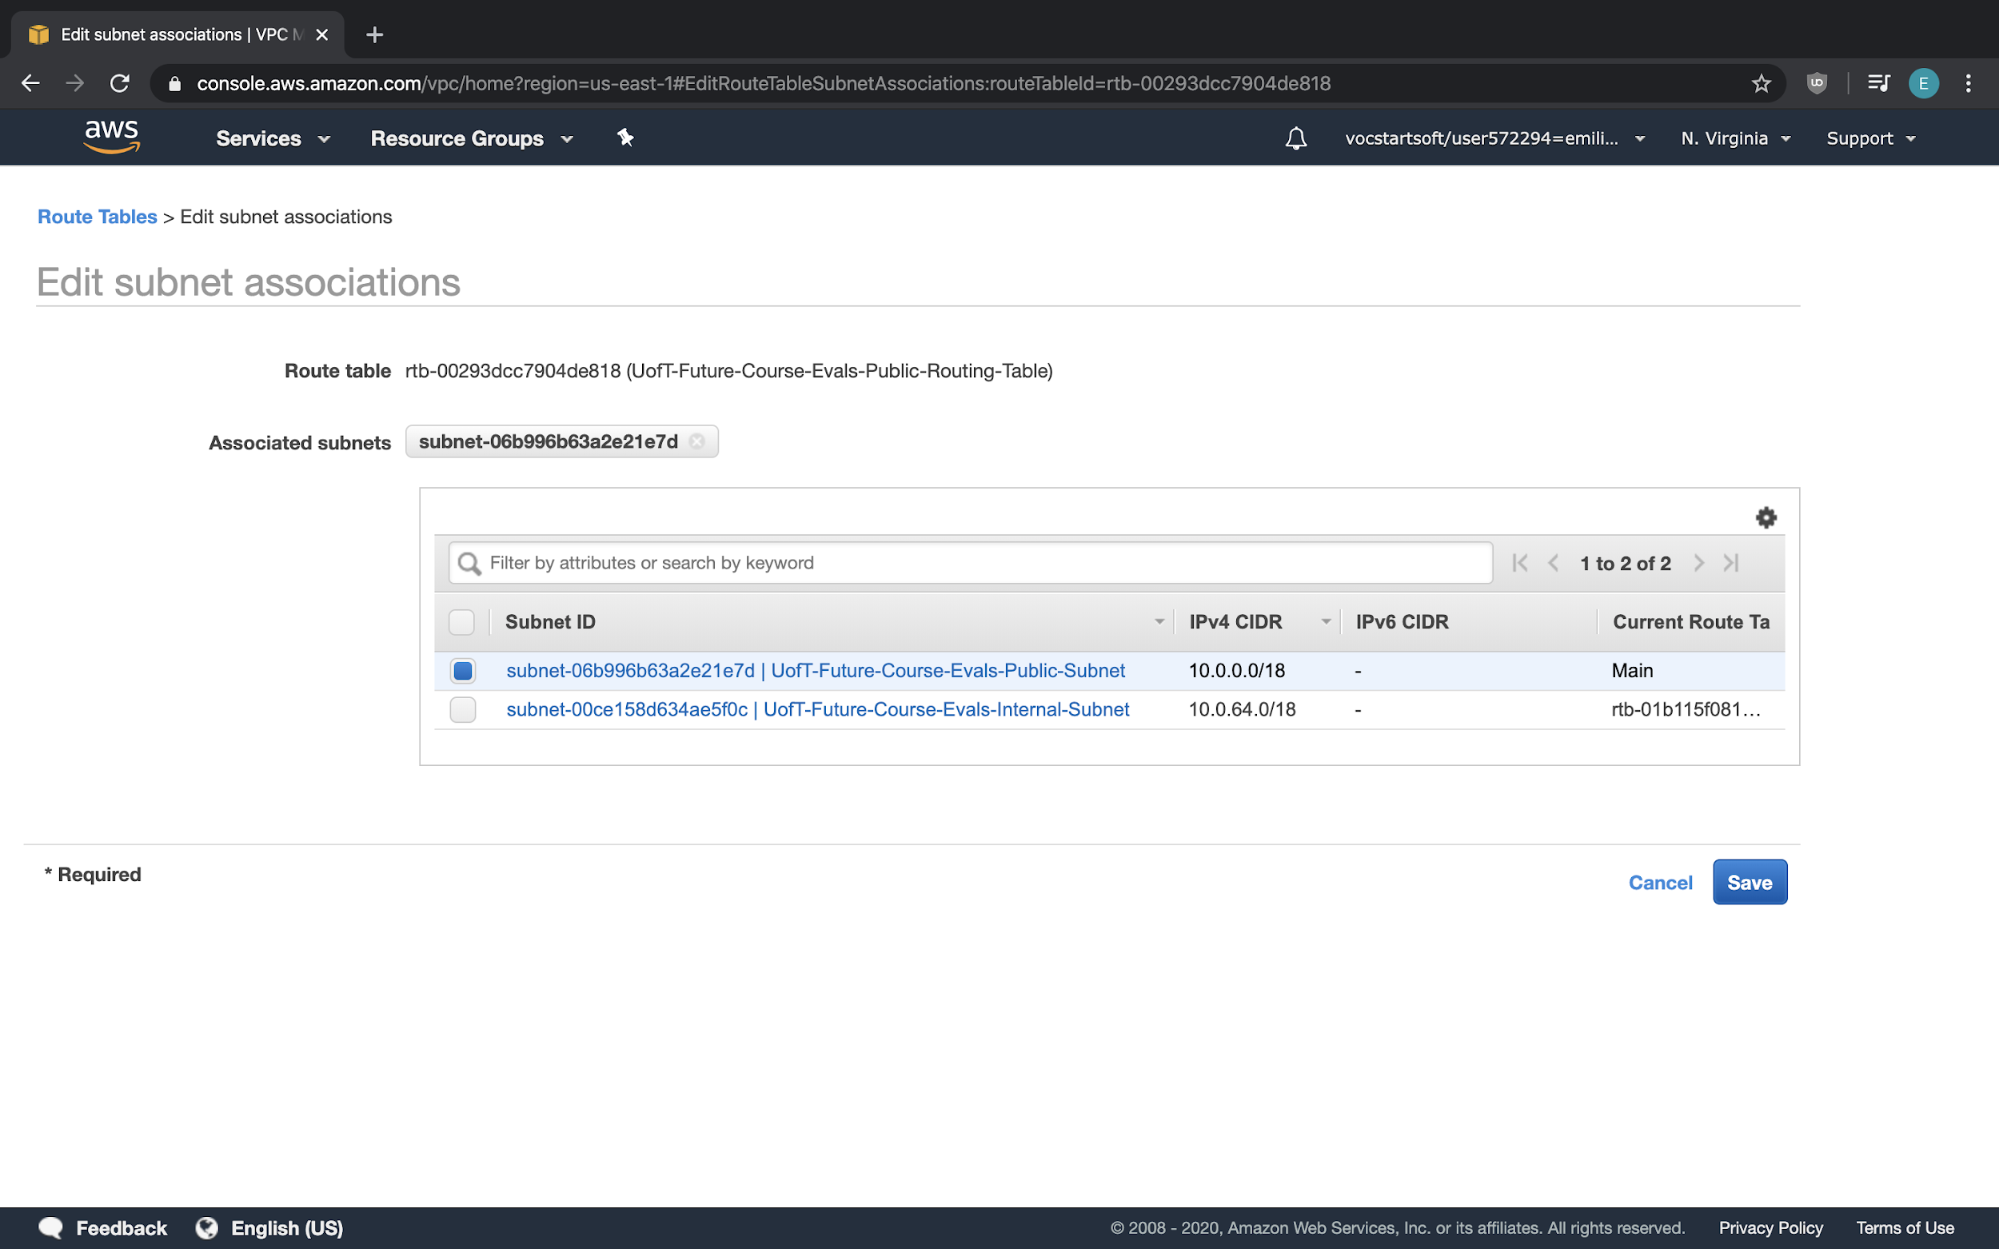 Edit subnet associations | VPC M
console.aws.amazon.com/vpc/home?region=us-east-1#EditRouteTableSubnetAssociations:routeTableId=rtb-00293dcc7904de818
E
aws Services Resource Groups vocstartsoft/user572294=emili... N. Virginia Support
Route Tables > Edit subnet associations
Edit subnet associations
Route table rtb-00293dcc7904de818 (UofT-Future-Course-Evals-Public-Routing-Table)
Associated subnets subnet-06b996b63a2e21e7d
Filter by attributes or search by keyword 1 to 2 of 2
Subnet ID IPv4 CIDR IPv6 CIDR Current Route Ta
subnet-06b996b63a2e21e7d | UofT-Future-Course-Evals-Public-Subnet 10.0.0.0/18 - Main
subnet-00ce158d634ae5f0c | UofT-Future-Course-Evals-Internal-Subnet 10.0.64.0/18 - rtb-01b115f081...
* Required
Cancel Save
Feedback English (US) © 2008 - 2020, Amazon Web Services, Inc. or its affiliates. All rights reserved. Privacy Policy Terms of Use